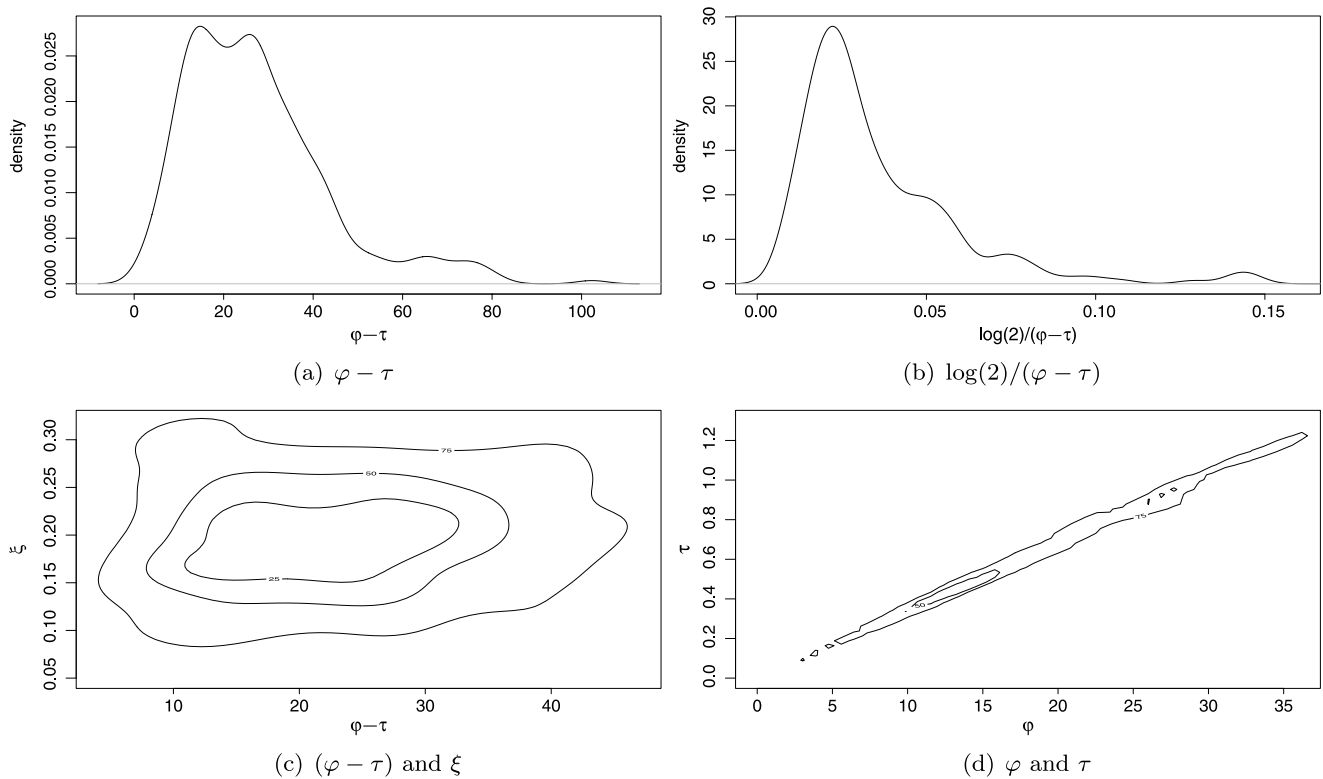 density
0.000 0.005 0.010 0.015 0.020 0.025
0 20 40 60 80 100
φ−τ
(a) φ − τ
density
0 5 10 15 20 25 30
0.00 0.05 0.10 0.15
log(2)/(φ−τ)
(b) log(2)/(φ − τ)
ξ
0.05 0.10 0.15 0.20 0.25 0.30
75
50
25
10 20 30 40
φ−τ
(c) (φ − τ) and ξ
τ
0.0 0.2 0.4 0.6 0.8 1.0 1.2
75
50
0 5 10 15 20 25 30 35
φ
(d) φ and τ